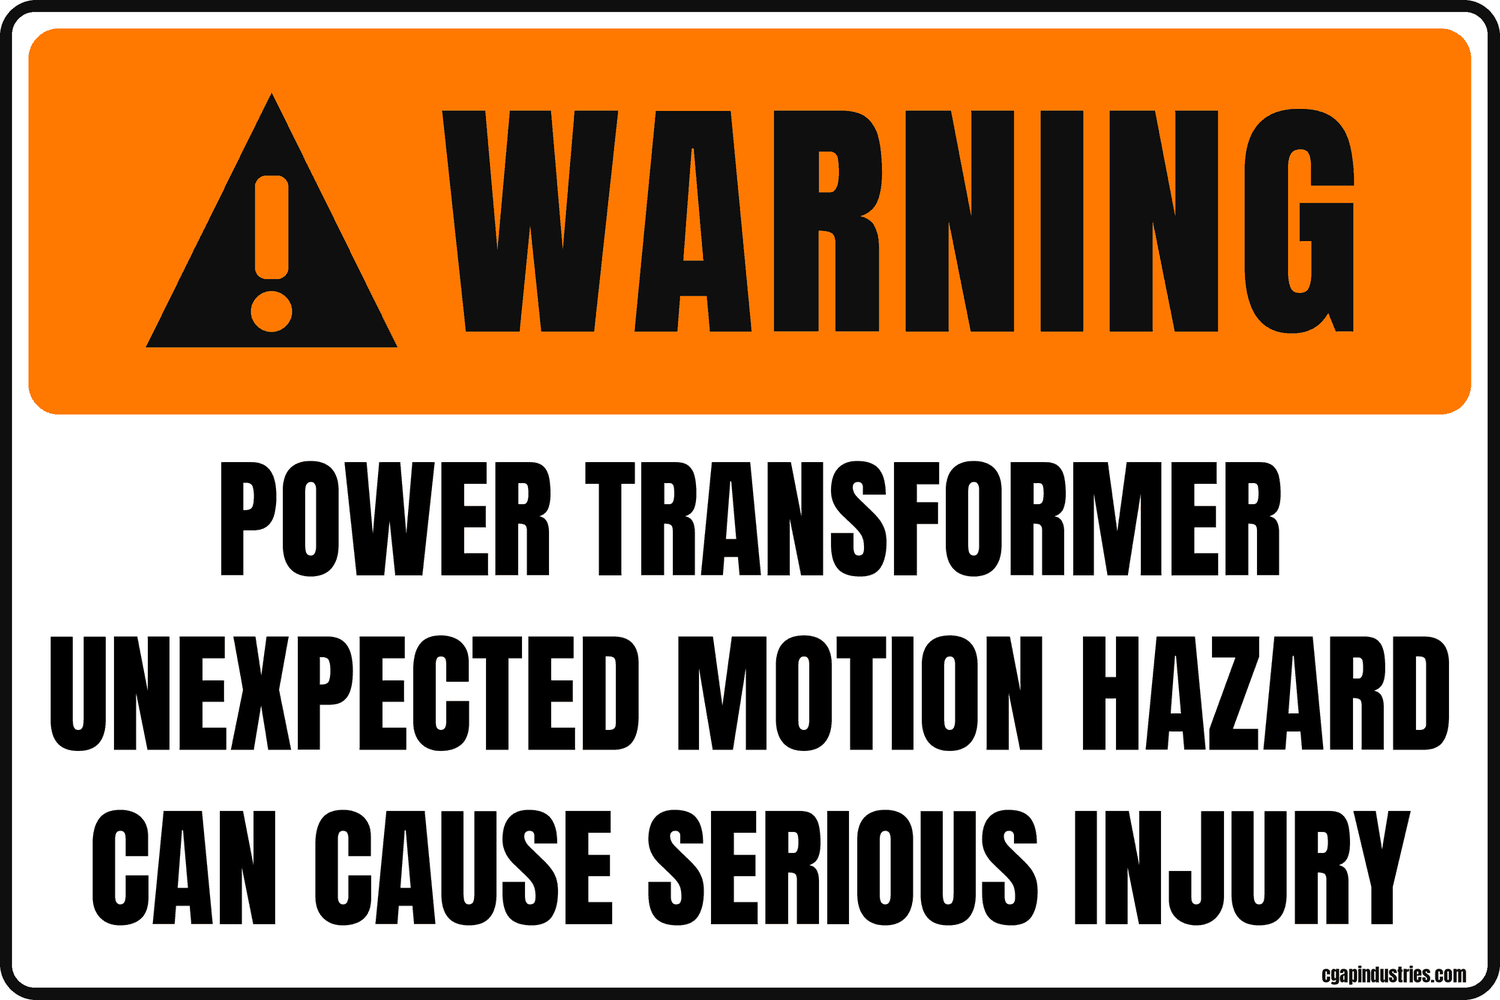 WARNING
POWER TRANSFORMER
UNEXPECTED MOTION HAZARD
CAN CAUSE SERIOUS INJURY
cgapindustries.com